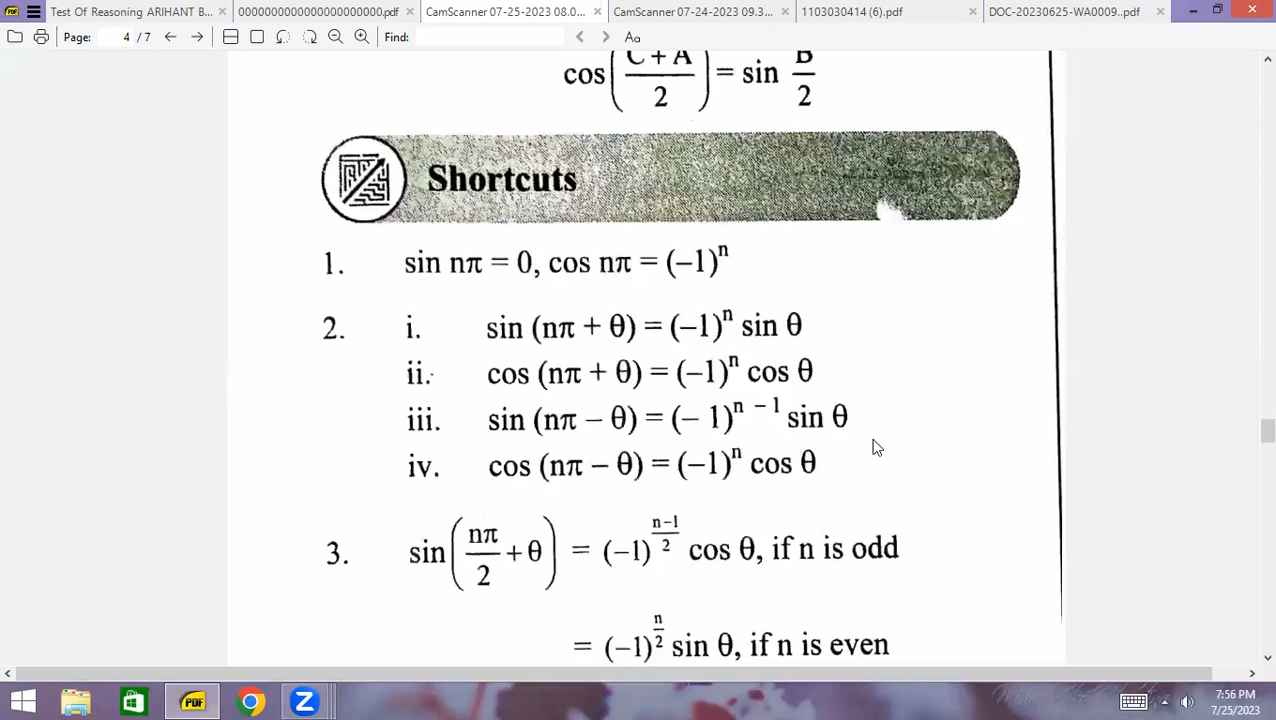 Test Of Reasoning ARIHANT B...
00000000000000000000.pdf
CamScanner 07-25-2023 08.0...
CamScanner 07-24-2023 09.3...
1103030414 (6).pdf
DOC-20230625-WA0009..pdf
Page: 4 / 7
Find:
Aa
cos(C + A / 2) = sin B / 2
Shortcuts
1. sin nπ = 0, cos nπ = (–1)^n
2. i. sin (nπ + θ) = (–1)^n sin θ
ii. cos (nπ + θ) = (–1)^n cos θ
iii. sin (nπ – θ) = (– 1)^{n – 1} sin θ
iv. cos (nπ – θ) = (–1)^n cos θ
3. sin(nπ/2 + θ) = (–1)^{(n–1)/2} cos θ, if n is odd
= (–1)^{n/2} sin θ, if n is even
PDF
7:56 PM
7/25/2023